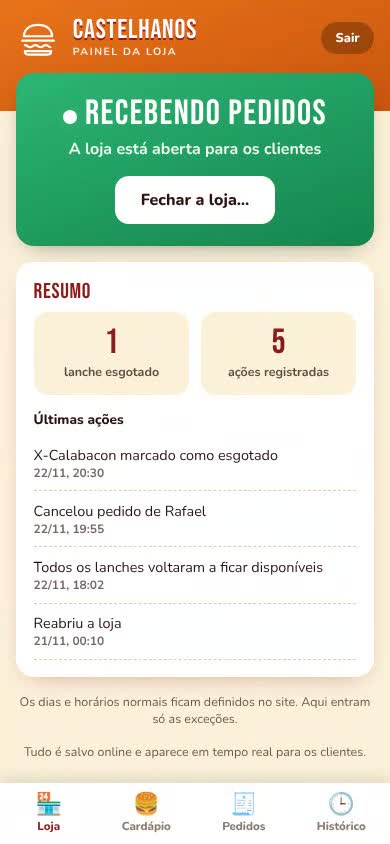 CASTELHANOS
PAINEL DA LOJA
Sair
RECEBENDO PEDIDOS
A loja está aberta para os clientes
Fechar a loja...
RESUMO
1
lanche esgotado
5
ações registradas
Últimas ações
X-Calabacon marcado como esgotado
22/11, 20:30
Cancelou pedido de Rafael
22/11, 19:55
Todos os lanches voltaram a ficar disponíveis
22/11, 18:02
Reabriu a loja
21/11, 00:10
Os dias e horários normais ficam definidos no site. Aqui entram
só as exceções.
Tudo é salvo online e aparece em tempo real para os clientes.
Loja
Cardápio
Pedidos
Histórico